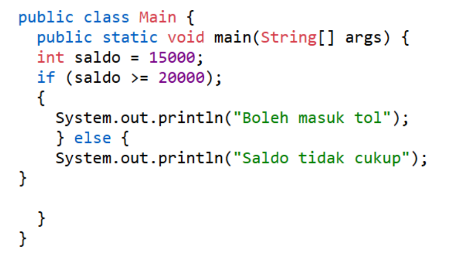 public class Main {
public static void main(String[] args) {
int saldo = 15000;
if (saldo >= 20000);
{
System.out.println("Boleh masuk tol");
} else {
System.out.println("Saldo tidak cukup");
}
}
}